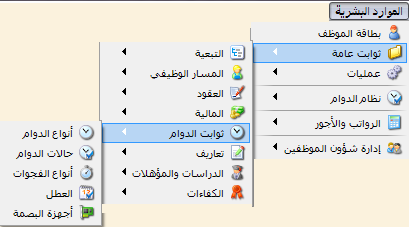 الموارد البشرية
بطاقة الموظف
ثوابت عامة
عمليات
نظام الدوام
الرواتب والأجور
إدارة شؤون الموظفين
التبعية
المسار الوظيفي
العقود
المالية
ثوابت الدوام
تعاريف
الدراسات والمؤهلات
الكفاءات
أنواع الدوام
حالات الدوام
أنواع الفجوات
العطل
أجهزة البصمة